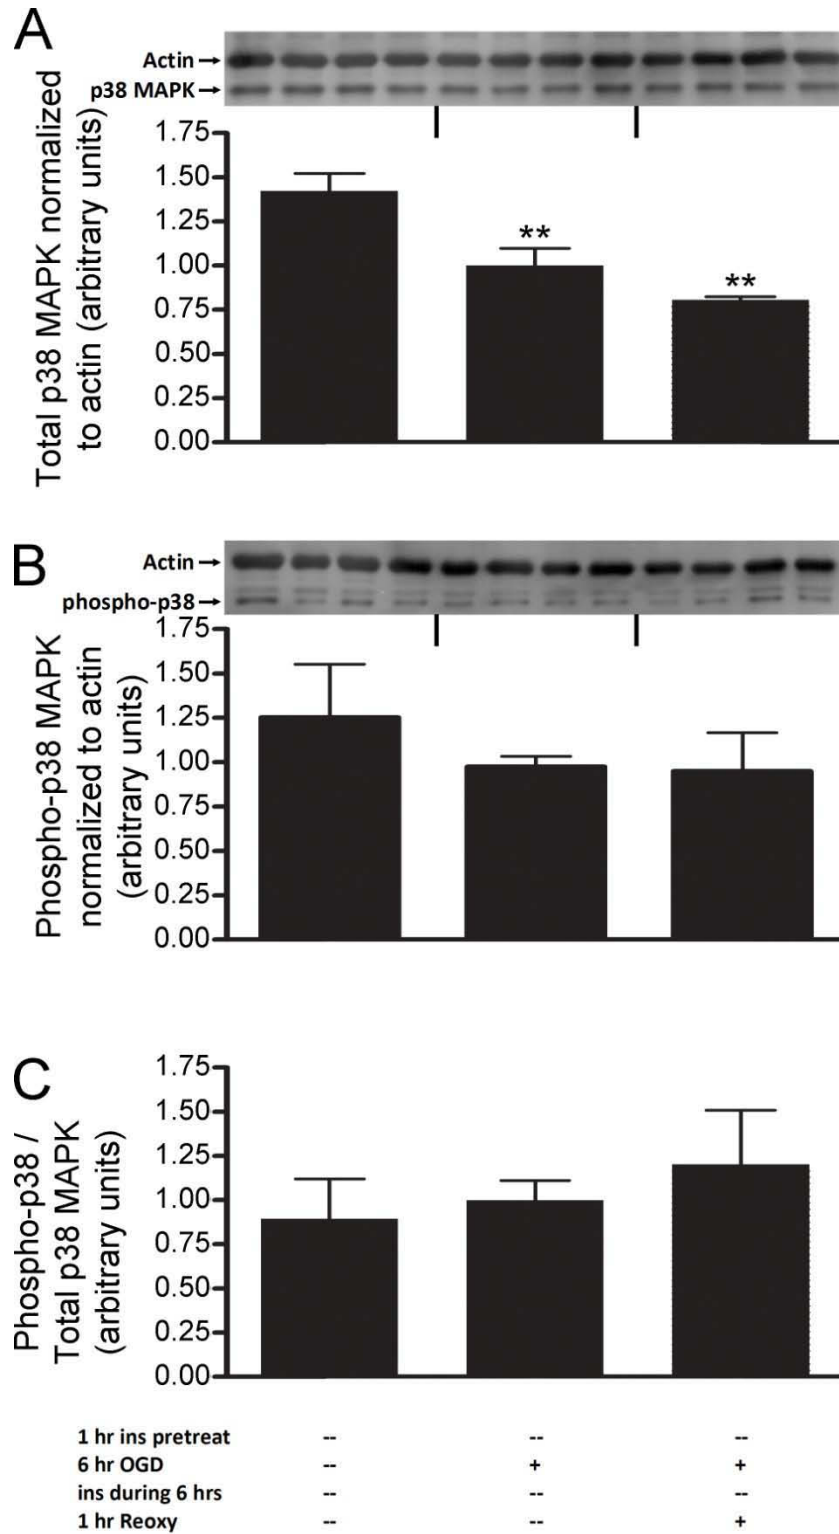 A
Actin→
p38 MAPK→
Total p38 MAPK normalized
to actin (arbitrary units)
1.75
1.50
1.25
1.00
0.75
0.50
0.25
0.00
**
**
B
Actin→
phospho-p38→
Phospho-p38 MAPK
normalized to actin
(arbitrary units)
1.75
1.50
1.25
1.00
0.75
0.50
0.25
0.00
C
Phospho-p38 /
Total p38 MAPK
(arbitrary units)
1.75
1.50
1.25
1.00
0.75
0.50
0.25
0.00
1 hr ins pretreat -- -- --
6 hr OGD -- + +
ins during 6 hrs -- -- --
1 hr Reoxy -- -- +